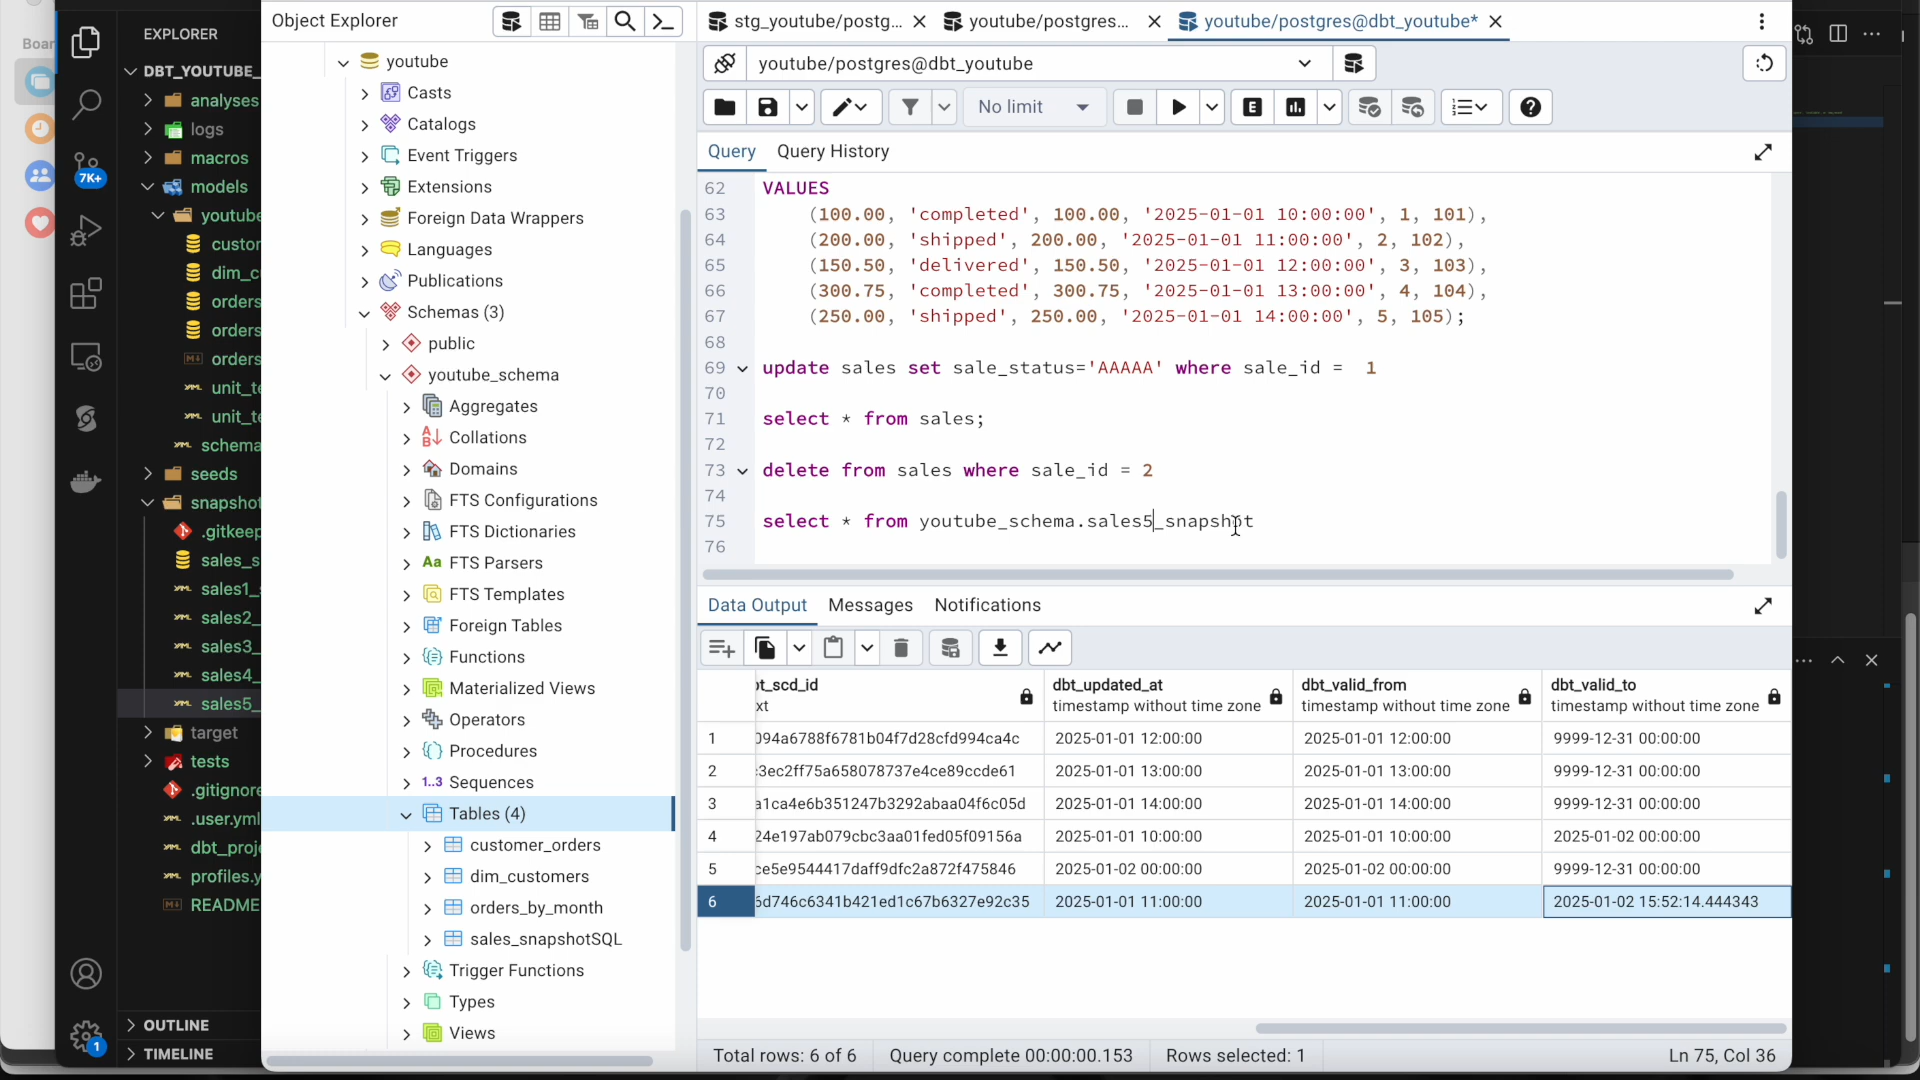 Boar
EXPLORER
DBT_YOUTUBE_
analyses
logs
macros
models
youtube
custor
dim_c
orders
orders
orders
unit_te
unit_te
schema
seeds
snapshot
.gitkeep
sales_s
sales1_
sales2_
sales3_
sales4_
sales5_
target
tests
.gitignore
.user.yml
dbt_proj
profiles.y
README
OUTLINE
TIMELINE
7K+
1
Object Explorer
youtube
Casts
Catalogs
Event Triggers
Extensions
Foreign Data Wrappers
Languages
Publications
Schemas (3)
public
youtube_schema
Aggregates
Collations
Domains
FTS Configurations
FTS Dictionaries
FTS Parsers
FTS Templates
Foreign Tables
Functions
Materialized Views
Operators
Procedures
Sequences
Tables (4)
customer_orders
dim_customers
orders_by_month
sales_snapshotSQL
Trigger Functions
Types
Views
stg_youtube/postg...
youtube/postgres...
youtube/postgres@dbt_youtube*
youtube/postgres@dbt_youtube
No limit
Query Query History
62 VALUES
63 (100.00, 'completed', 100.00, '2025-01-01 10:00:00', 1, 101),
64 (200.00, 'shipped', 200.00, '2025-01-01 11:00:00', 2, 102),
65 (150.50, 'delivered', 150.50, '2025-01-01 12:00:00', 3, 103),
66 (300.75, 'completed', 300.75, '2025-01-01 13:00:00', 4, 104),
67 (250.00, 'shipped', 250.00, '2025-01-01 14:00:00', 5, 105);
68
69 update sales set sale_status='AAAAA' where sale_id = 1
70
71 select * from sales;
72
73 delete from sales where sale_id = 2
74
75 select * from youtube_schema.sales5_snapshot
76
Data Output Messages Notifications
bt_scd_id dbt_updated_at dbt_valid_from dbt_valid_to
xt timestamp without time zone timestamp without time zone timestamp without time zone
1 094a6788f6781b04f7d28cfd994ca4c 2025-01-01 12:00:00 2025-01-01 12:00:00 9999-12-31 00:00:00
2 :3ec2ff75a658078737e4ce89ccde61 2025-01-01 13:00:00 2025-01-01 13:00:00 9999-12-31 00:00:00
3 a1ca4e6b351247b3292abaa04f6c05d 2025-01-01 14:00:00 2025-01-01 14:00:00 9999-12-31 00:00:00
4 24e197ab079cbc3aa01fed05f09156a 2025-01-01 10:00:00 2025-01-01 10:00:00 2025-01-02 00:00:00
5 ce5e9544417daff9dfc2a872f475846 2025-01-02 00:00:00 2025-01-02 00:00:00 9999-12-31 00:00:00
6 6d746c6341b421ed1c67b6327e92c35 2025-01-01 11:00:00 2025-01-01 11:00:00 2025-01-02 15:52:14.444343
Total rows: 6 of 6 Query complete 00:00:00.153 Rows selected: 1 Ln 75, Col 36